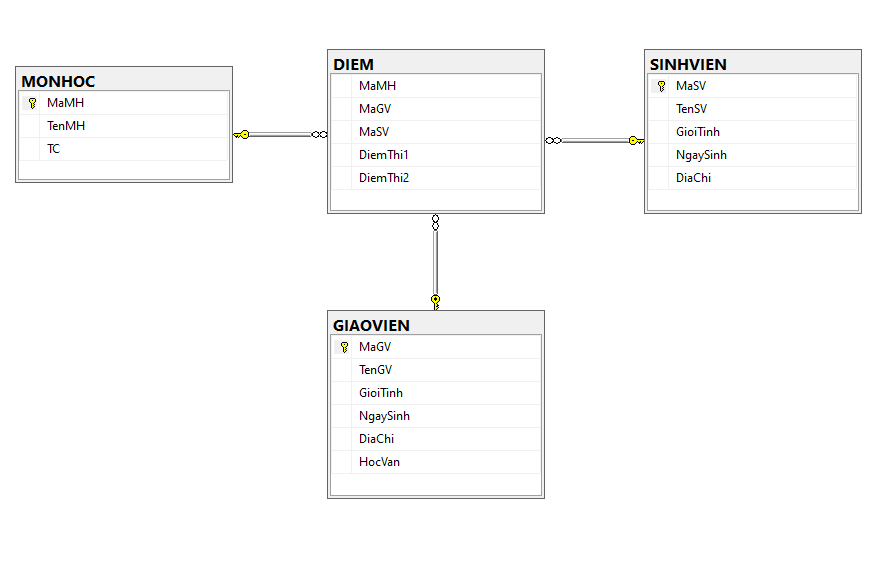 MONHOC
MaMH
TenMH
TC
DIEM
MaMH
MaGV
MaSV
DiemThi1
DiemThi2
SINHVIEN
MaSV
TenSV
GioiTinh
NgaySinh
DiaChi
GIAOVIEN
MaGV
TenGV
GioiTinh
NgaySinh
DiaChi
HocVan